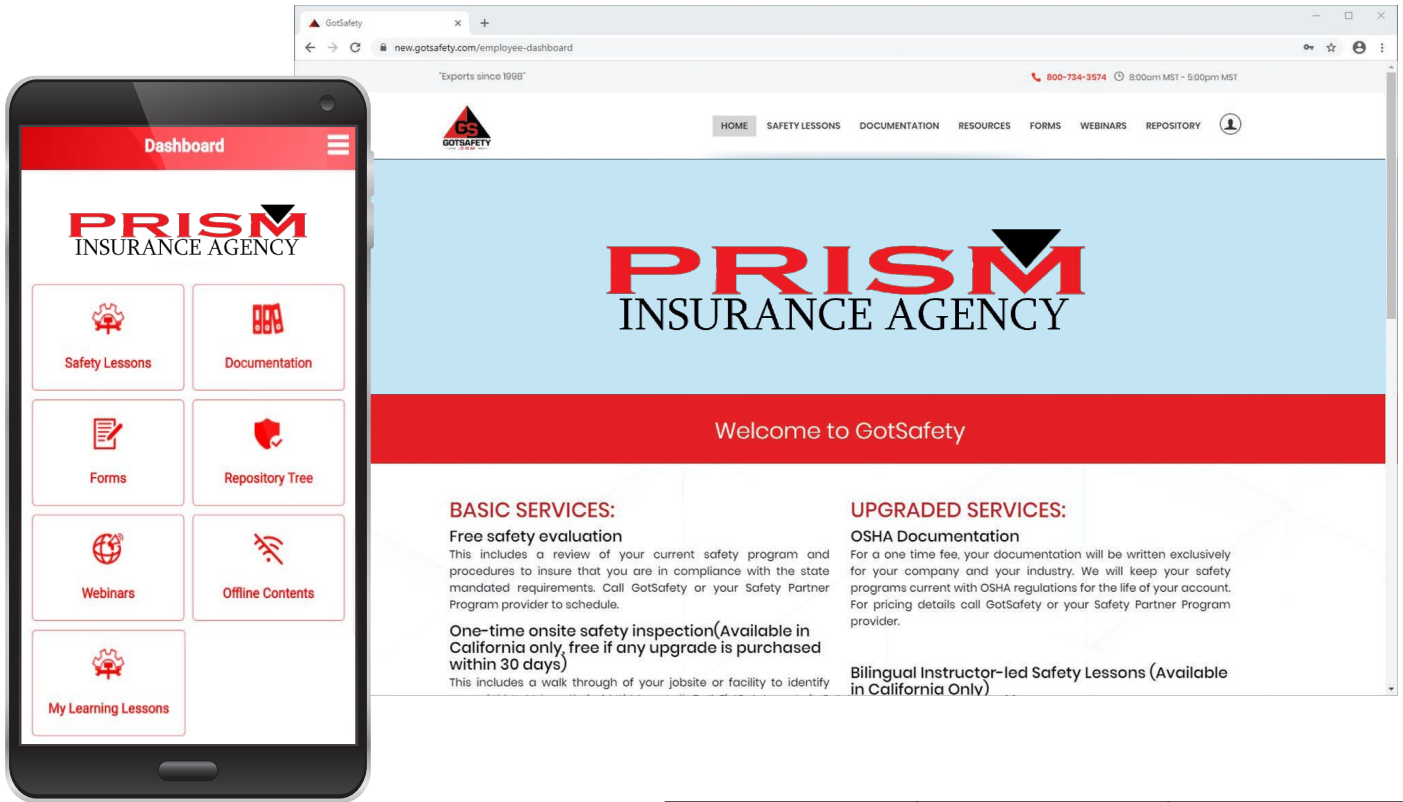 GotSafety
new.gotsafety.com/employee-dashboard
"Experts since 1998"
800-734-3574 8:00am MST - 5:00pm MST
GS
GOTSAFETY
.COM
HOME SAFETY LESSONS DOCUMENTATION RESOURCES FORMS WEBINARS REPOSITORY
PRISM
INSURANCE AGENCY
Welcome to GotSafety
BASIC SERVICES:
Free safety evaluation
This includes a review of your current safety program and
procedures to insure that you are in compliance with the state
mandated requirements. Call GotSafety or your Safety Partner
Program provider to schedule.
One-time onsite safety inspection(Available in
California only, free if any upgrade is purchased
within 30 days)
This includes a walk through of your jobsite or facility to identify
UPGRADED SERVICES:
OSHA Documentation
For a one time fee, your documentation will be written exclusively
for your company and your industry. We will keep your safety
programs current with OSHA regulations for the life of your account.
For pricing details call GotSafety or your Safety Partner Program
provider.
Bilingual Instructor-led Safety Lessons (Available
in California Only)
Dashboard
PRISM
INSURANCE AGENCY
Safety Lessons
Documentation
Forms
Repository Tree
Webinars
Offline Contents
My Learning Lessons